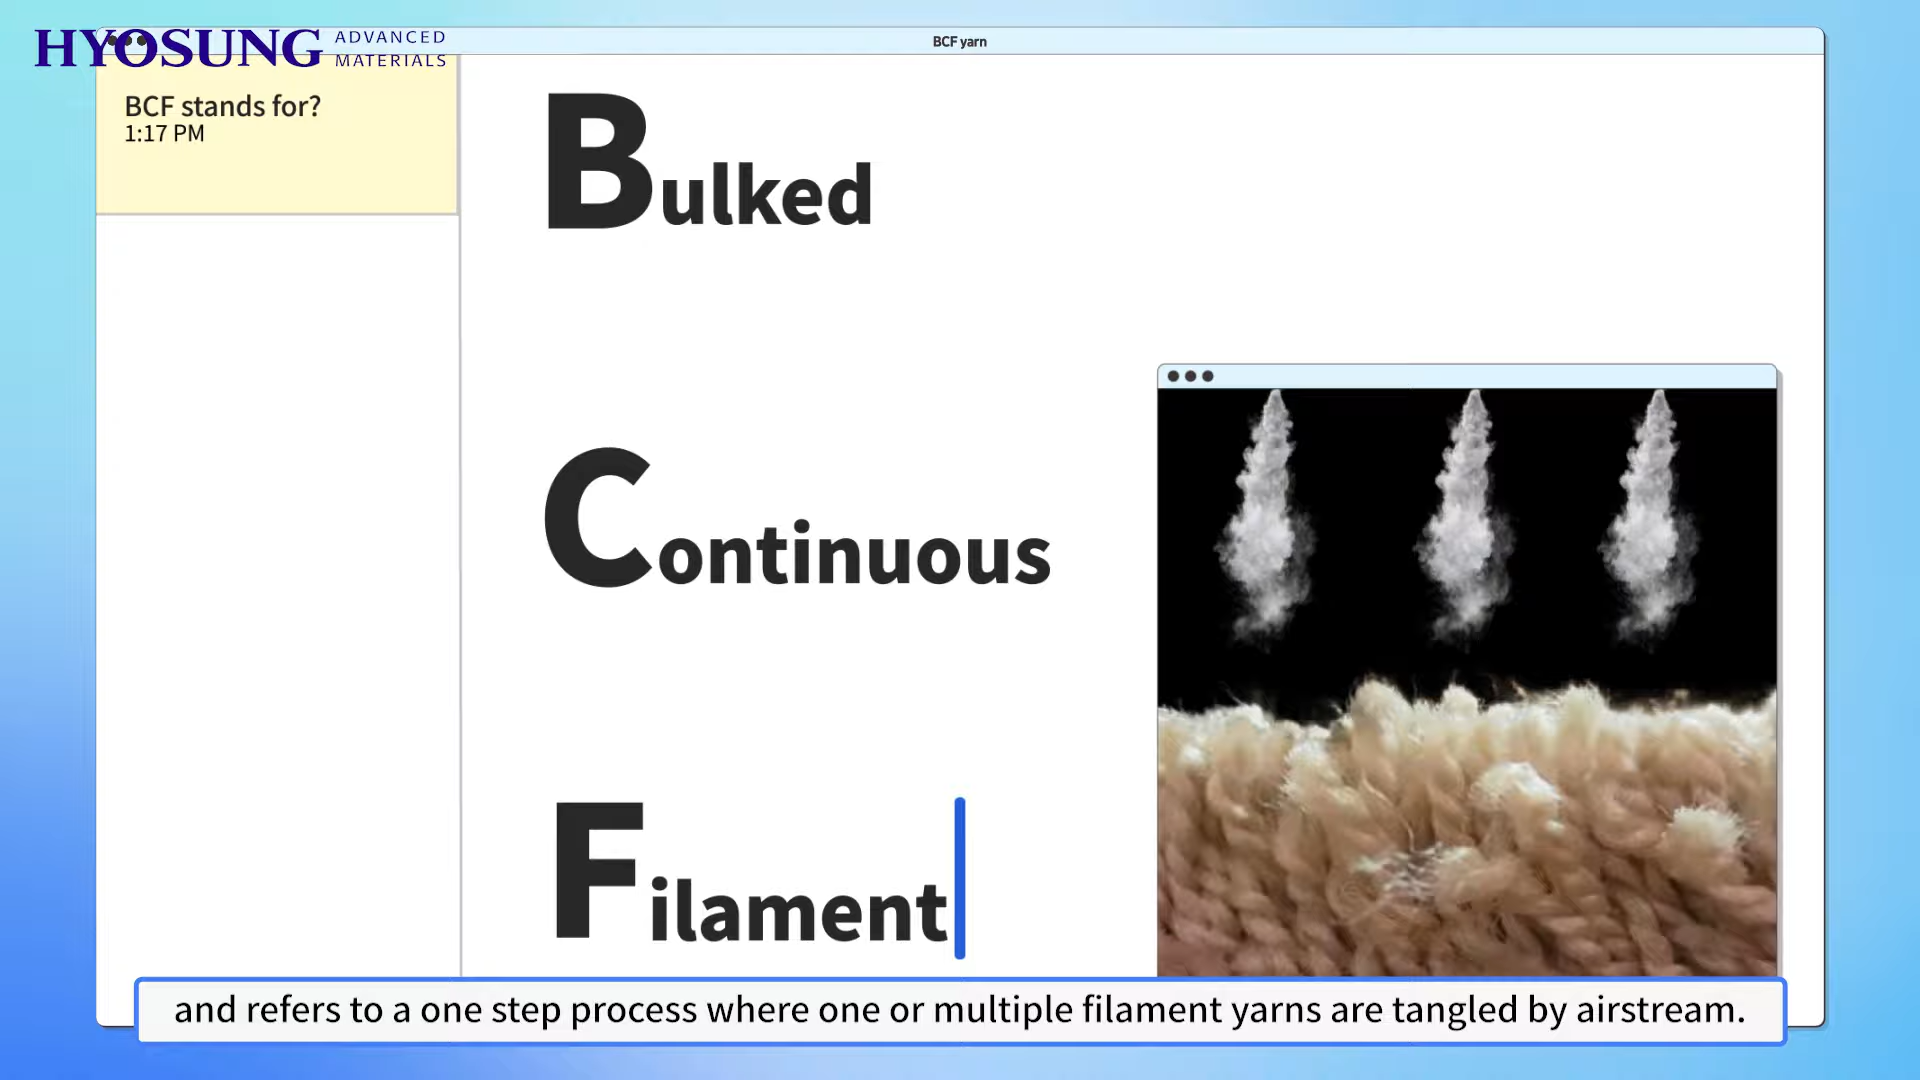 HYOSUNG ADVANCED MATERIALS
BCF yarn
BCF stands for?
1:17 PM
Bulked
Continuous
Filament
and refers to a one step process where one or multiple filament yarns are tangled by airstream.